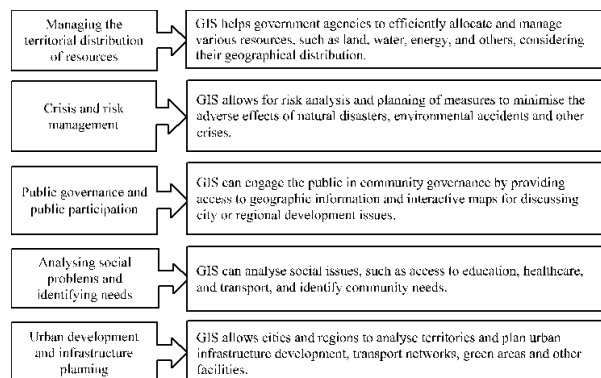 Managing the
territorial distribution
of resources
GIS helps government agencies to efficiently allocate and manage
various resources, such as land, water, energy, and others, considering
their geographical distribution.
Crisis and risk
management
GIS allows for risk analysis and planning of measures to minimise the
adverse effects of natural disasters, environmental accidents and other
crises.
Public governance and
public participation
GIS can engage the public in community governance by providing
access to geographic information and interactive maps for discussing
city or regional development issues.
Analysing social
problems and
identifying needs
GIS can analyse social issues, such as access to education, healthcare,
and transport, and identify community needs.
Urban development
and infrastructure
planning
GIS allows cities and regions to analyse territories and plan urban
infrastructure development, transport networks, green areas and other
facilities.